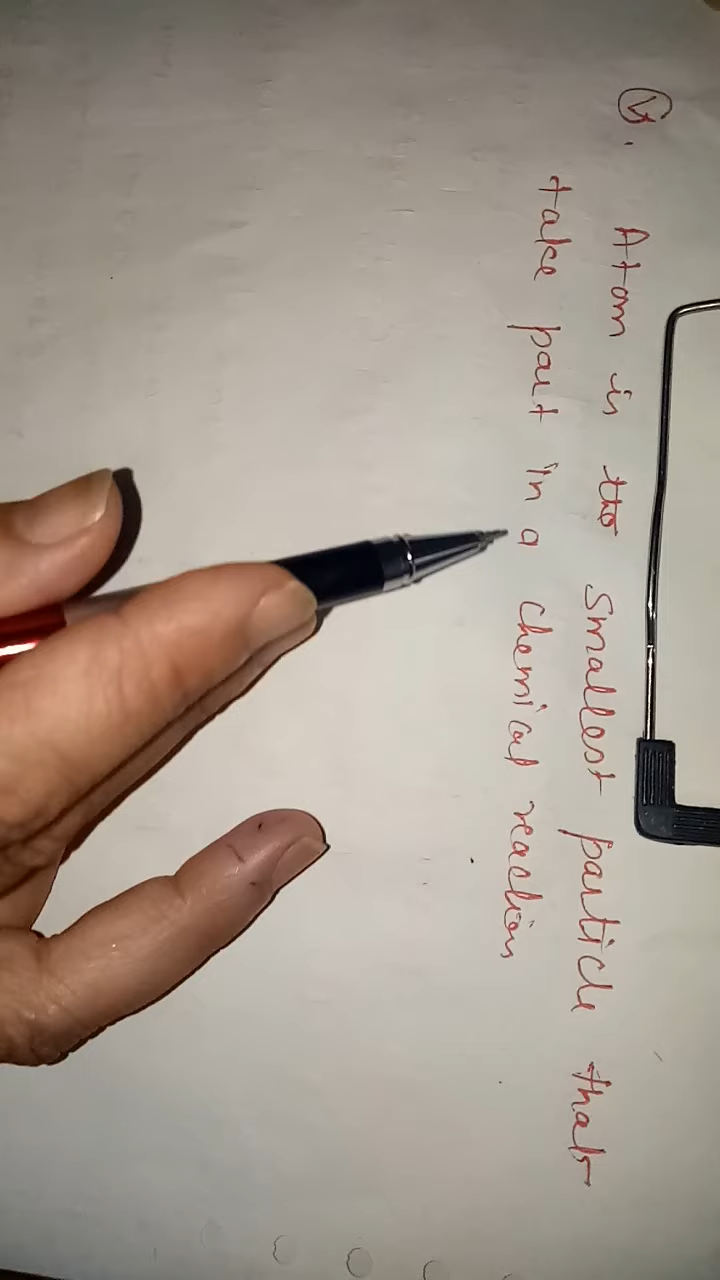 Atom is the smallest particle that
take part in a chemical reaction